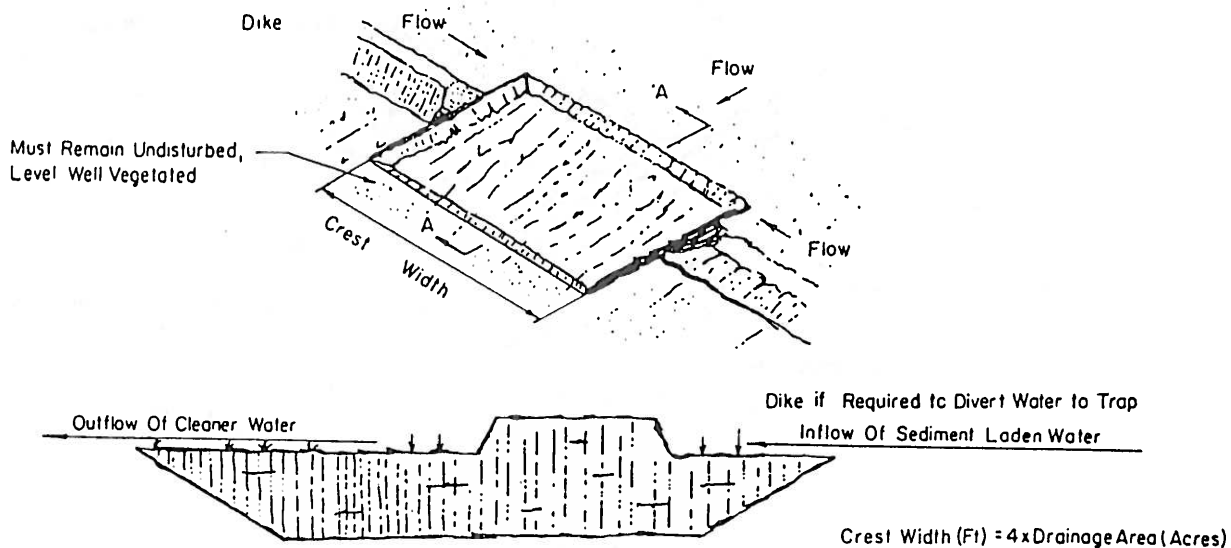 Dike
Flow
Flow
A
Must Remain Undisturbed,
Level Well Vegetated
A
Crest Width
Flow
Dike if Required tc Divert Water to Trap
Outflow Of Cleaner Water
Inflow Of Sediment Laden Water
Crest Width (Ft) = 4 x Drainage Area (Acres)